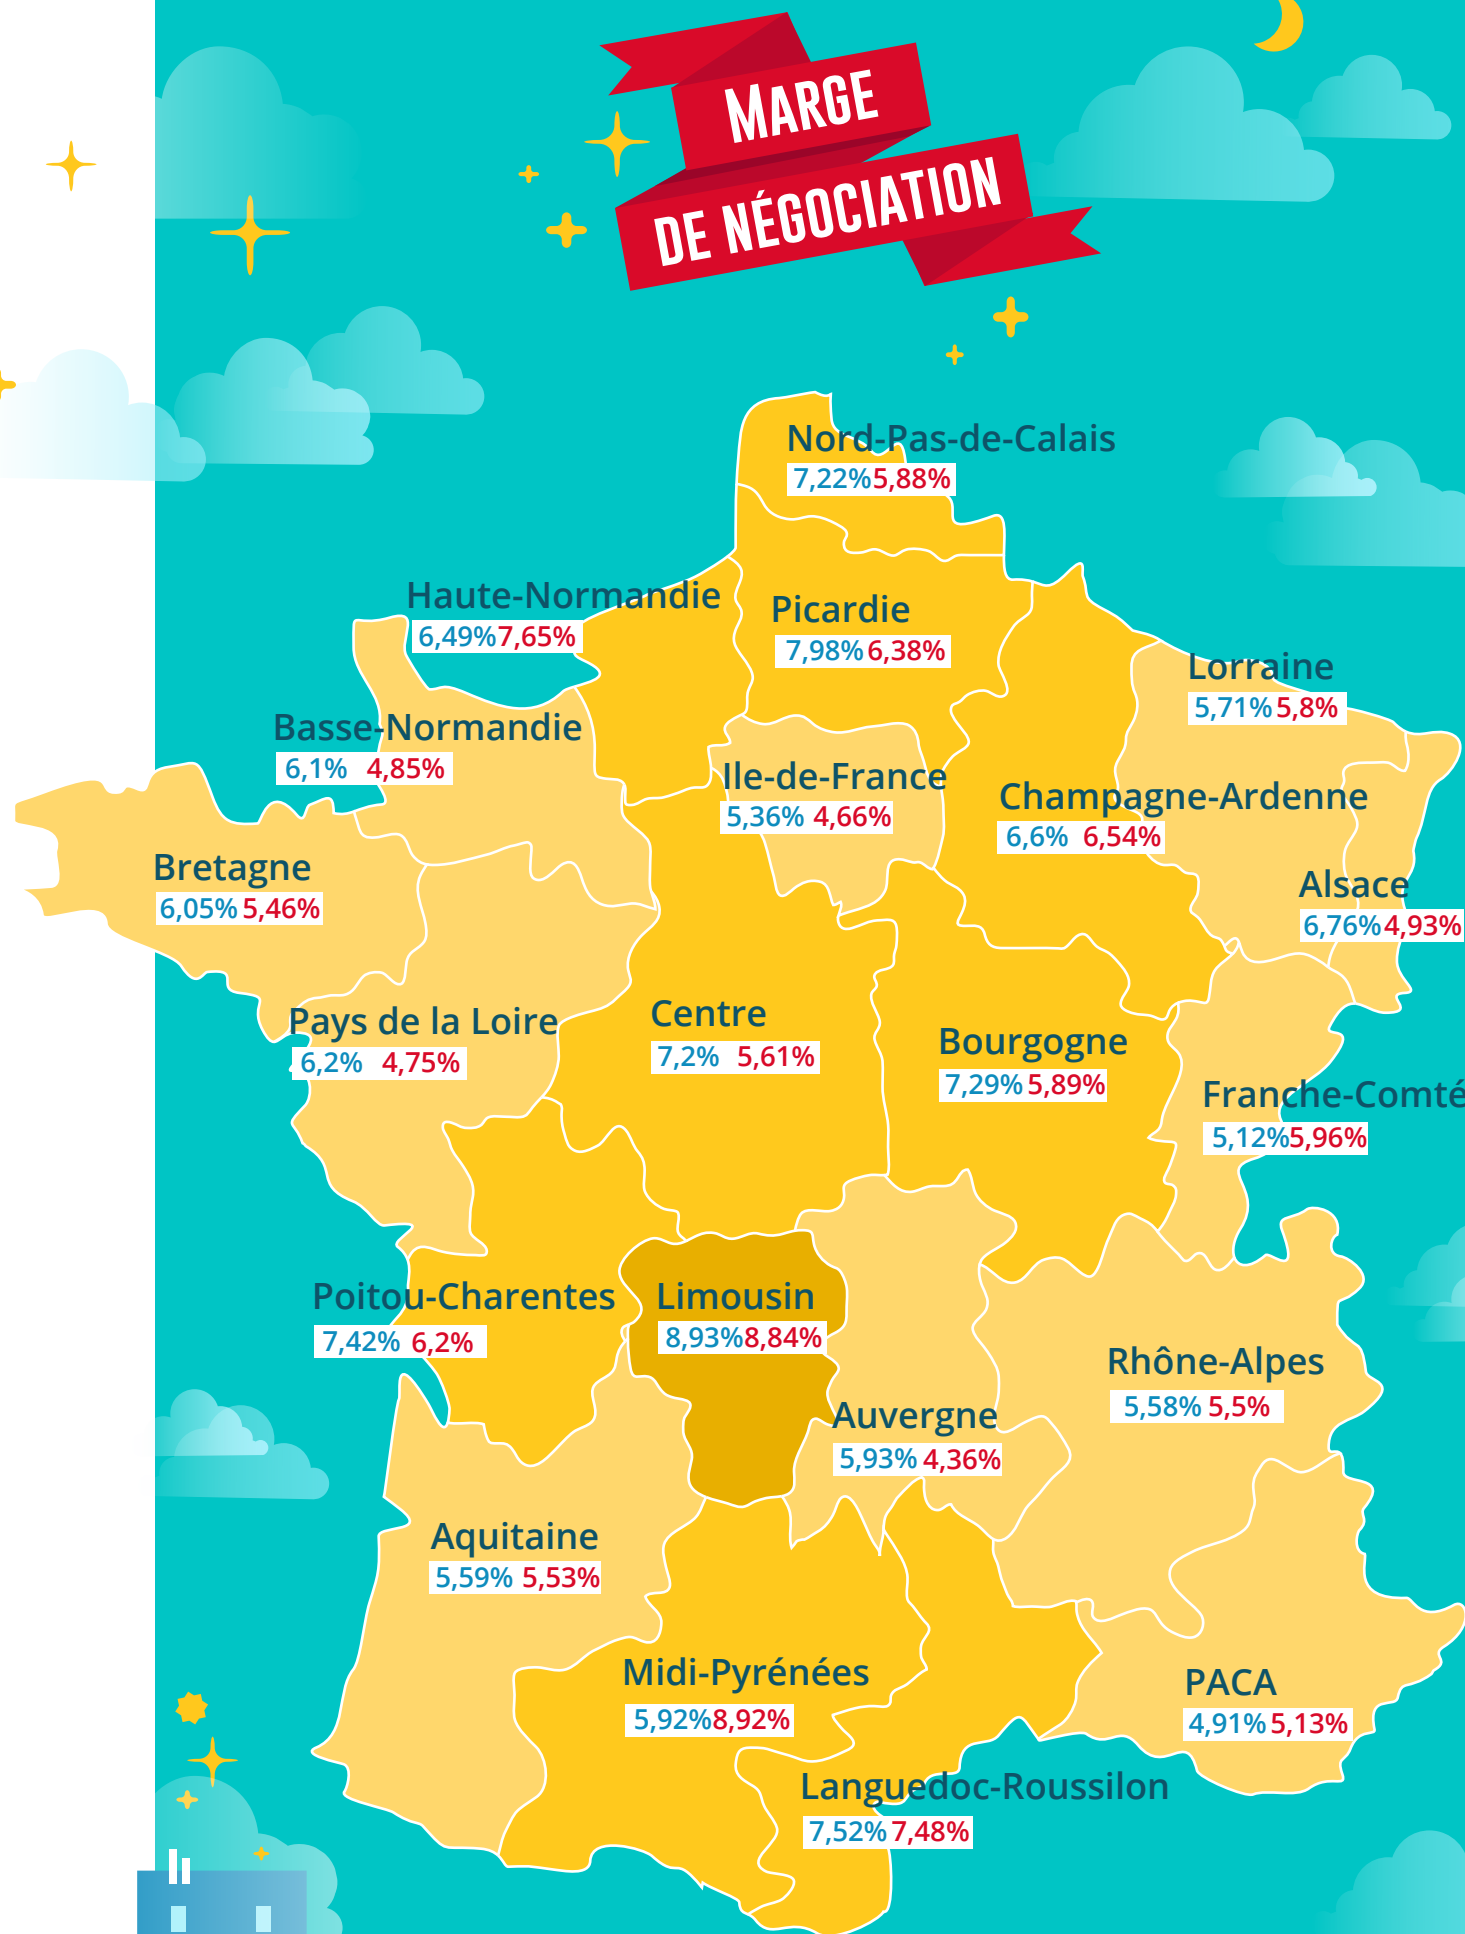 MARGE
DE NÉGOCIATION
Nord-Pas-de-Calais
7,22% 5,88%
Haute-Normandie
6,49% 7,65%
Picardie
7,98% 6,38%
Lorraine
5,71% 5,8%
Basse-Normandie
6,1% 4,85%
Ile-de-France
5,36% 4,66%
Champagne-Ardenne
6,6% 6,54%
Bretagne
6,05% 5,46%
Alsace
6,76% 4,93%
Pays de la Loire
6,2% 4,75%
Centre
7,2% 5,61%
Bourgogne
7,29% 5,89%
Franche-Comté
5,12% 5,96%
Poitou-Charentes
7,42% 6,2%
Limousin
8,93% 8,84%
Rhône-Alpes
5,58% 5,5%
Auvergne
5,93% 4,36%
Aquitaine
5,59% 5,53%
Midi-Pyrénées
5,92% 8,92%
PACA
4,91% 5,13%
Languedoc-Roussilon
7,52% 7,48%